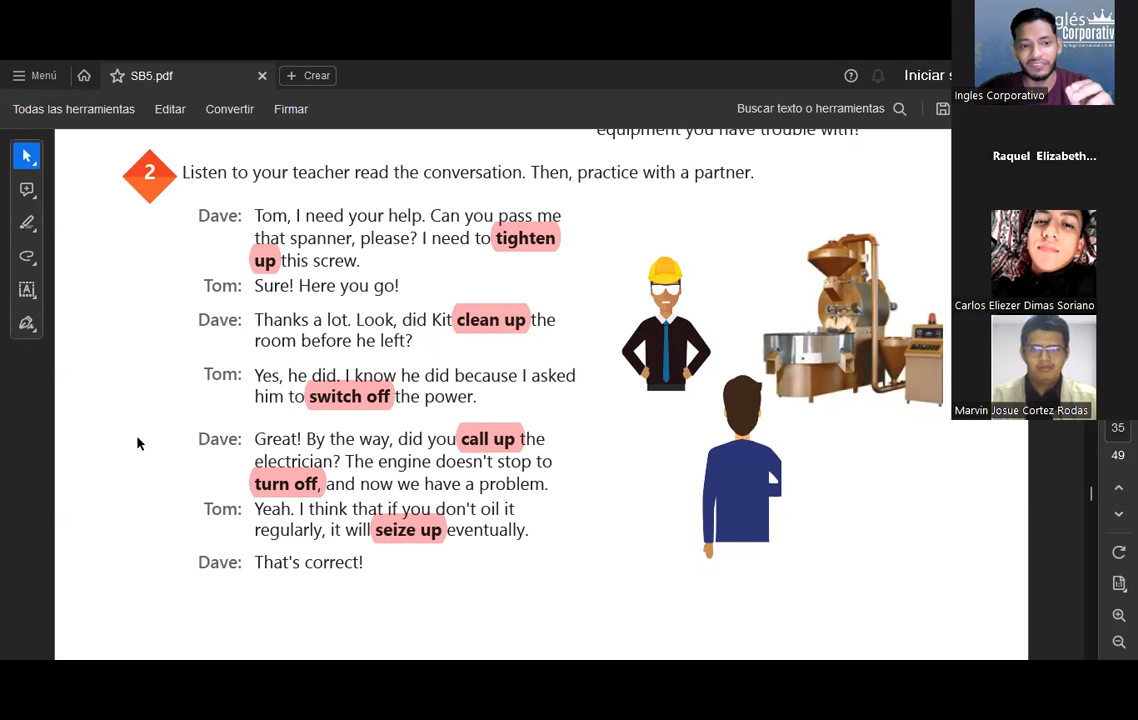 Menú
SB5.pdf
Crear
Iniciar s
Todas las herramientas
Editar
Convertir
Firmar
Buscar texto o herramientas
equipment you have trouble with!
2
Listen to your teacher read the conversation. Then, practice with a partner.
Dave: Tom, I need your help. Can you pass me
that spanner, please? I need to tighten
up this screw.
Tom: Sure! Here you go!
Dave: Thanks a lot. Look, did Kit clean up the
room before he left?
Tom: Yes, he did. I know he did because I asked
him to switch off the power.
Dave: Great! By the way, did you call up the
electrician? The engine doesn't stop to
turn off, and now we have a problem.
Tom: Yeah. I think that if you don't oil it
regularly, it will seize up eventually.
Dave: That's correct!
glés
Corporativ
Ingles Corporativo
Raquel Elizabeth...
Carlos Eliezer Dimas Soriano
Marvin Josue Cortez Rodas
35
49